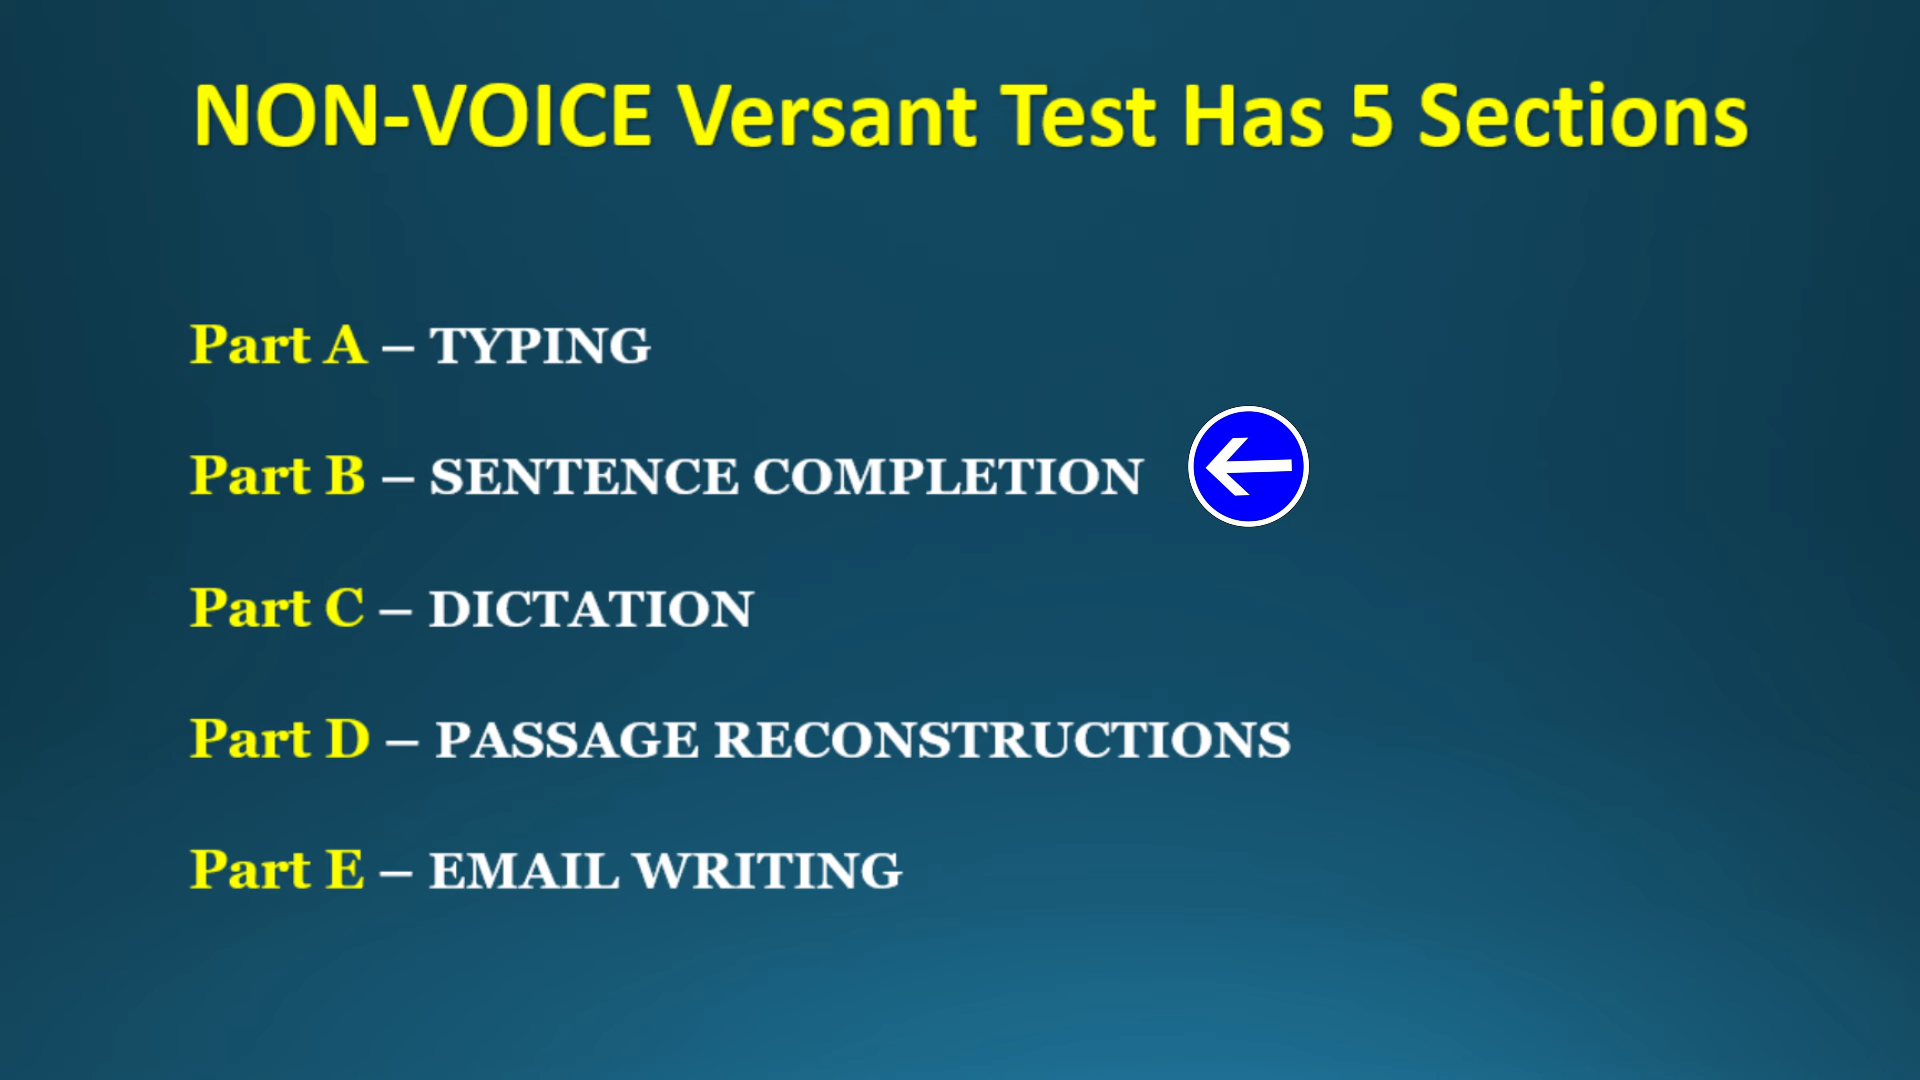 NON-VOICE Versant Test Has 5 Sections
Part A – TYPING
Part B – SENTENCE COMPLETION
Part C – DICTATION
Part D – PASSAGE RECONSTRUCTIONS
Part E – EMAIL WRITING